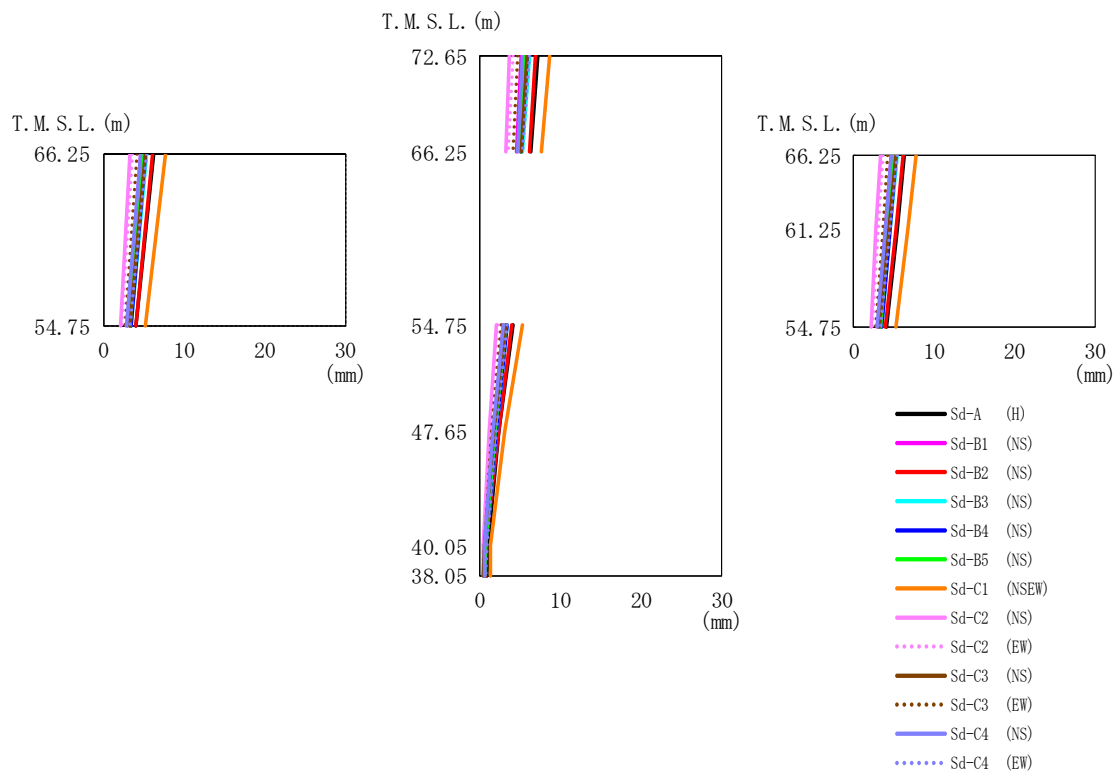 T.M.S.L.(m)
66.25
54.75
0 10 20 30
(mm)
T.M.S.L.(m)
72.65
66.25
54.75
47.65
40.05
38.05
0 10 20 30
(mm)
T.M.S.L.(m)
66.25
61.25
54.75
0 10 20 30
(mm)
Sd-A (H)
Sd-B1 (NS)
Sd-B2 (NS)
Sd-B3 (NS)
Sd-B4 (NS)
Sd-B5 (NS)
Sd-C1 (NSEW)
Sd-C2 (NS)
Sd-C2 (EW)
Sd-C3 (NS)
Sd-C3 (EW)
Sd-C4 (NS)
Sd-C4 (EW)